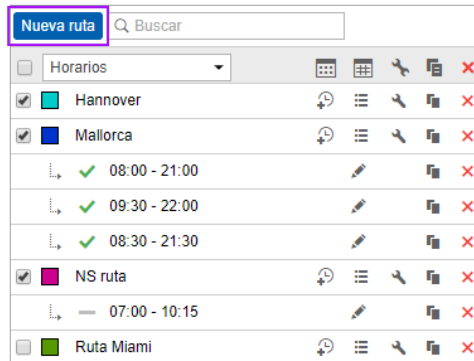 Nueva ruta Buscar
Horarios
Hannover
Mallorca
08:00 - 21:00
09:30 - 22:00
08:30 - 21:30
NS ruta
07:00 - 10:15
Ruta Miami